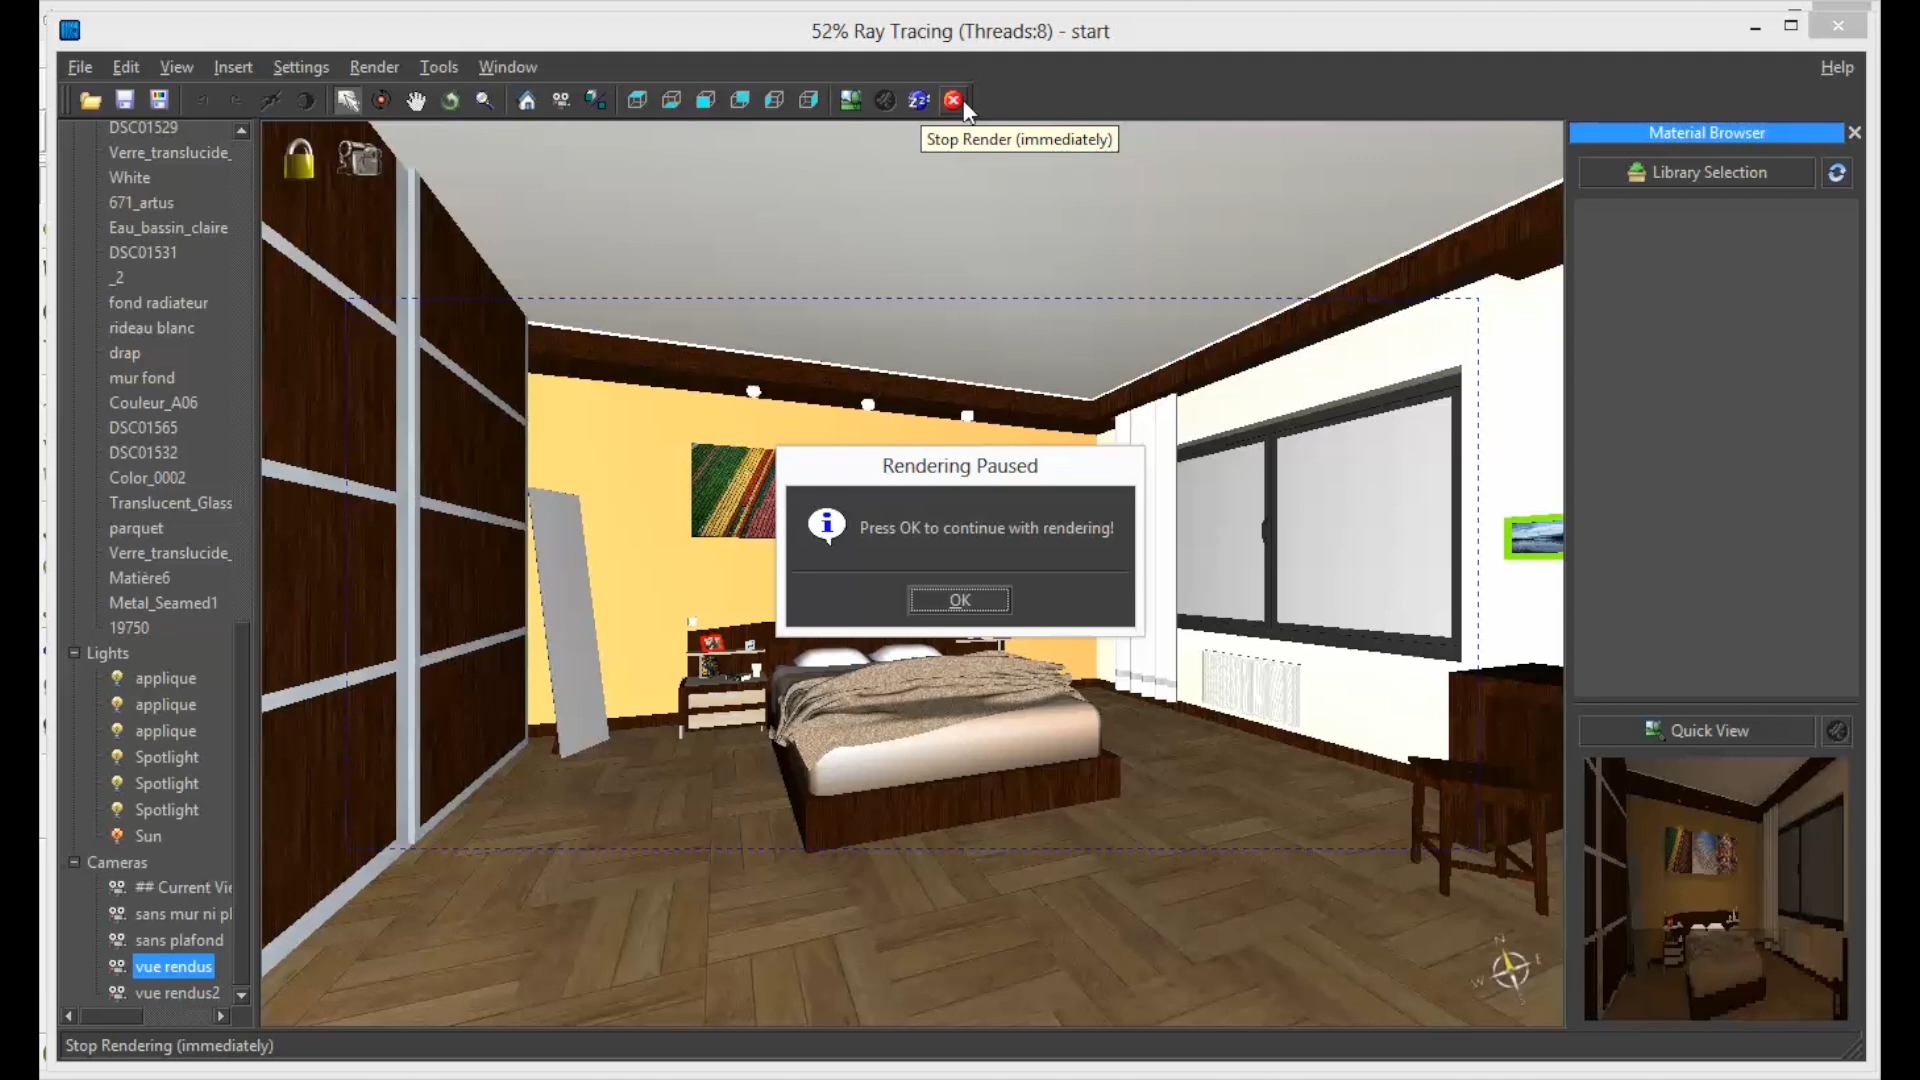 52% Ray Tracing (Threads:8) - start
File Edit View Insert Settings Render Tools Window Help
Stop Render (immediately)
DSC01529
Verre_translucide_
White
671_artus
Eau_bassin_claire
DSC01531
_2
fond radiateur
rideau blanc
drap
mur fond
Couleur_A06
DSC01565
DSC01532
Color_0002
Translucent_Glass
parquet
Verre_translucide_
Matière6
Metal_Seamed1
19750
Lights
applique
applique
applique
Spotlight
Spotlight
Spotlight
Sun
Cameras
## Current Vie
sans mur ni pl
sans plafond
vue rendus
vue rendus2
Rendering Paused
Press OK to continue with rendering!
OK
Material Browser
Library Selection
Quick View
N
E
S
W
Stop Rendering (immediately)